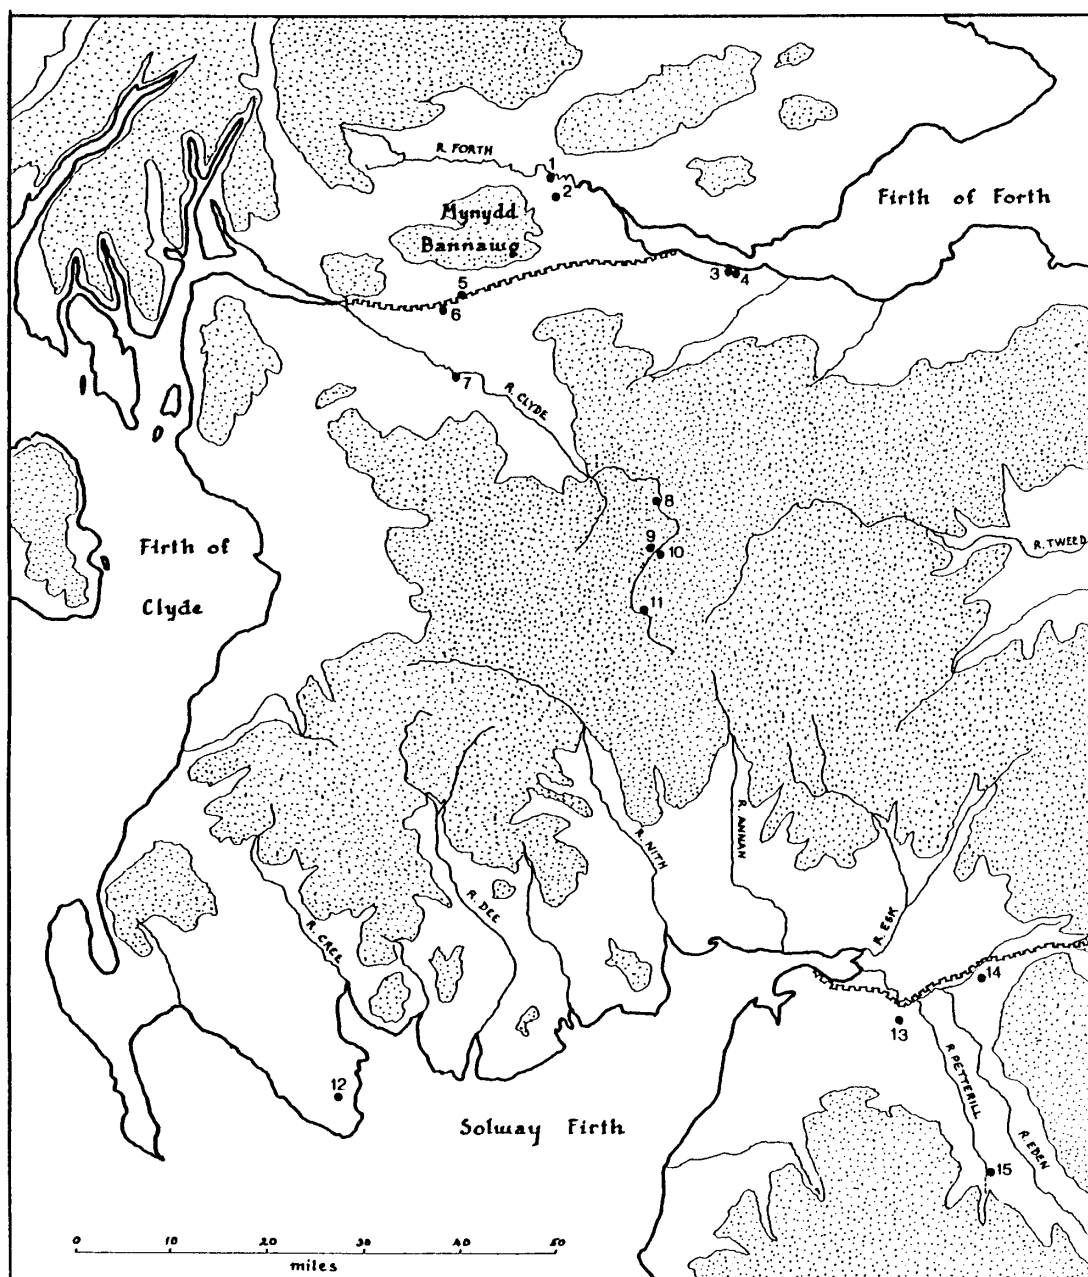 R. FORTH
1
2
Mynydd
Bannawg
Firth of Forth
3 4
5
6
7
R. CLYDE
8
9
10
R. TWEED
Firth of
Clyde
11
R. NITH
R. ANNAN
R. DEE
R. CREE
R. ESK
14
13
R. PETTERILL
12
Solway Firth
R. EDEN
15
0 10 20 30 40 50
miles